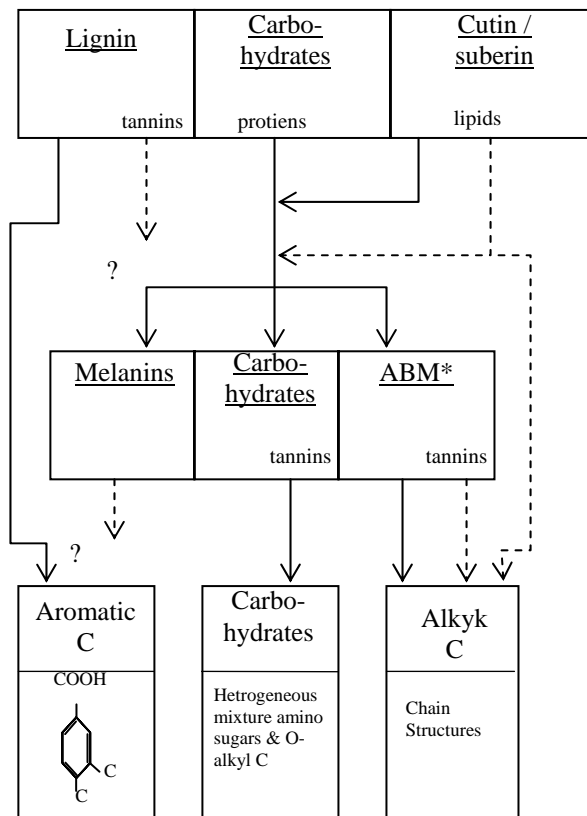 Lignin
tannins
Carbo-
hydrates
protiens
Cutin /
suberin
lipids
?
Melanins
Carbo-
hydrates
tannins
ABM*
tannins
?
Aromatic
C
COOH
C
C
Carbo-
hydrates
Hetrogeneous
mixture amino
sugars & O-
alkyl C
Alkyk
C
Chain
Structures